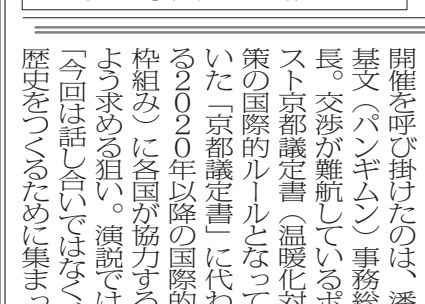 開催を呼び掛けたのは、潘
基文（パンギムン）事務総
長。交渉が難航しているポ
スト京都議定書（温暖化対
策の国際的ルールとなって
いた「京都議定書」に代わ
る２０２０年以降の国際的
枠組み）に各国が協力する
よう求める狙い。演説では
「今回は話し合いではなく、
歴史をつくるために集まっ